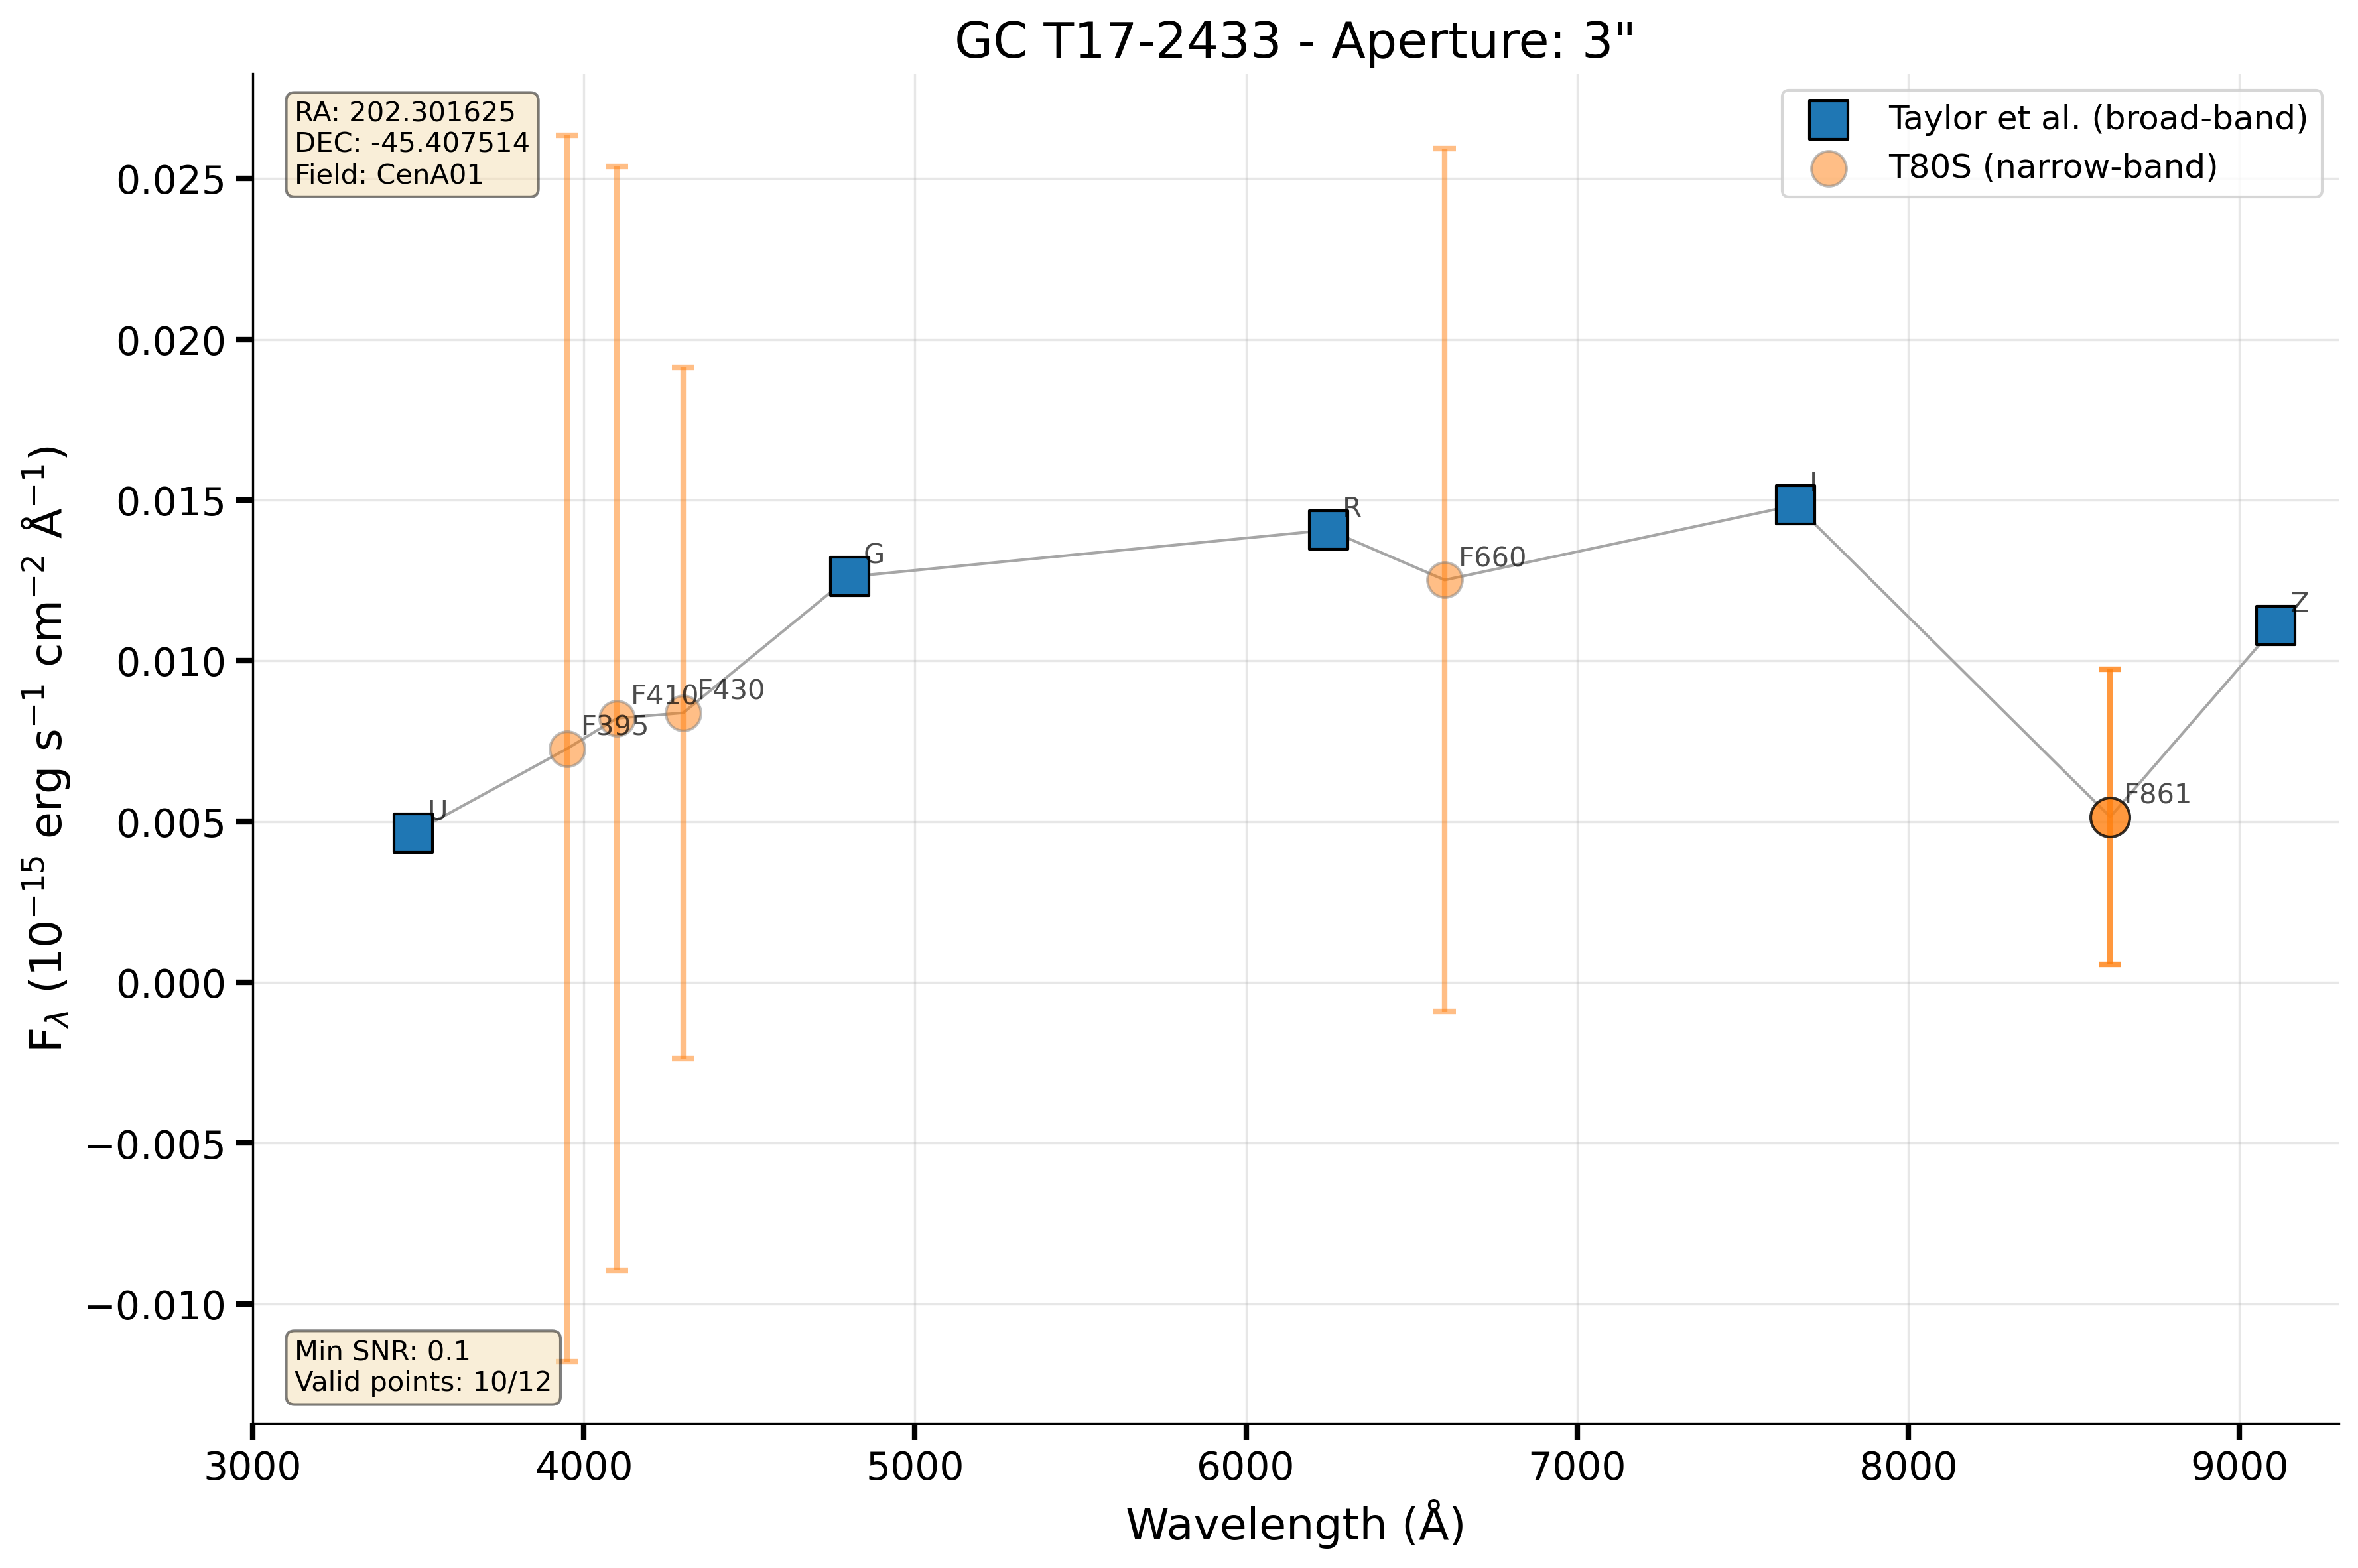 GC T17-2433 - Aperture: 3"
RA: 202.301625
DEC: -45.407514
Field: CenA01
Taylor et al. (broad-band)
T80S (narrow-band)
0.025
0.020
0.015
0.010
0.005
0.000
−0.005
−0.010
F_λ (10⁻¹⁵ erg s⁻¹ cm⁻² Å⁻¹)
U
F395
F410
F430
G
R
F660
I
F861
Z
Min SNR: 0.1
Valid points: 10/12
3000 4000 5000 6000 7000 8000 9000
Wavelength (Å)